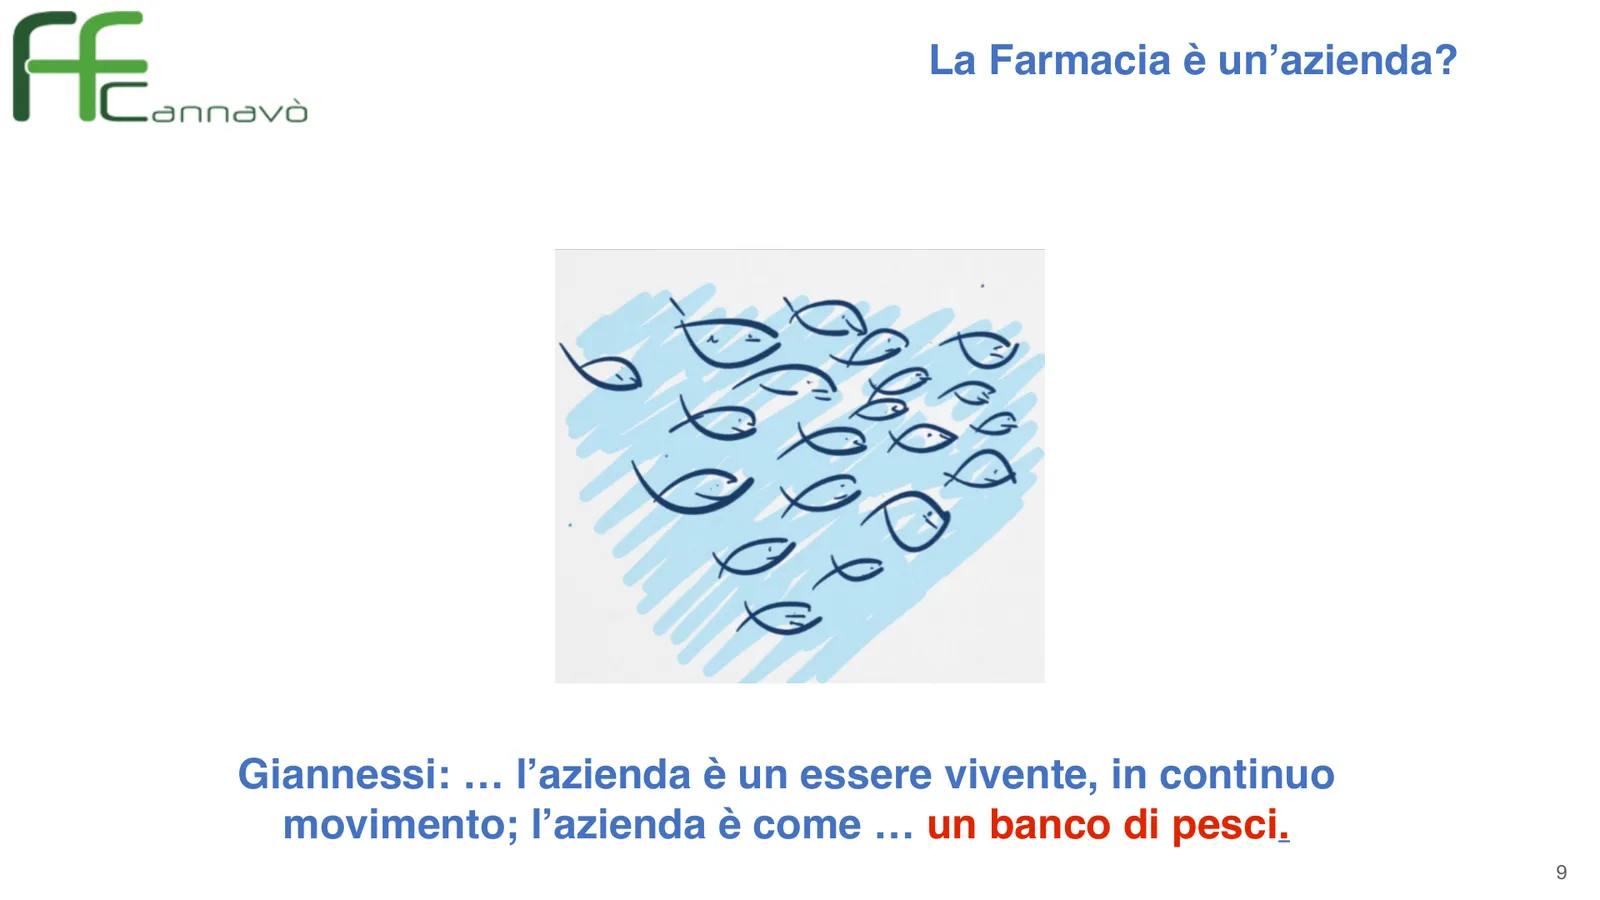 FFCannavò
La Farmacia è un’azienda?
Giannessi: … l’azienda è un essere vivente, in continuo
movimento; l’azienda è come … un banco di pesci.
9